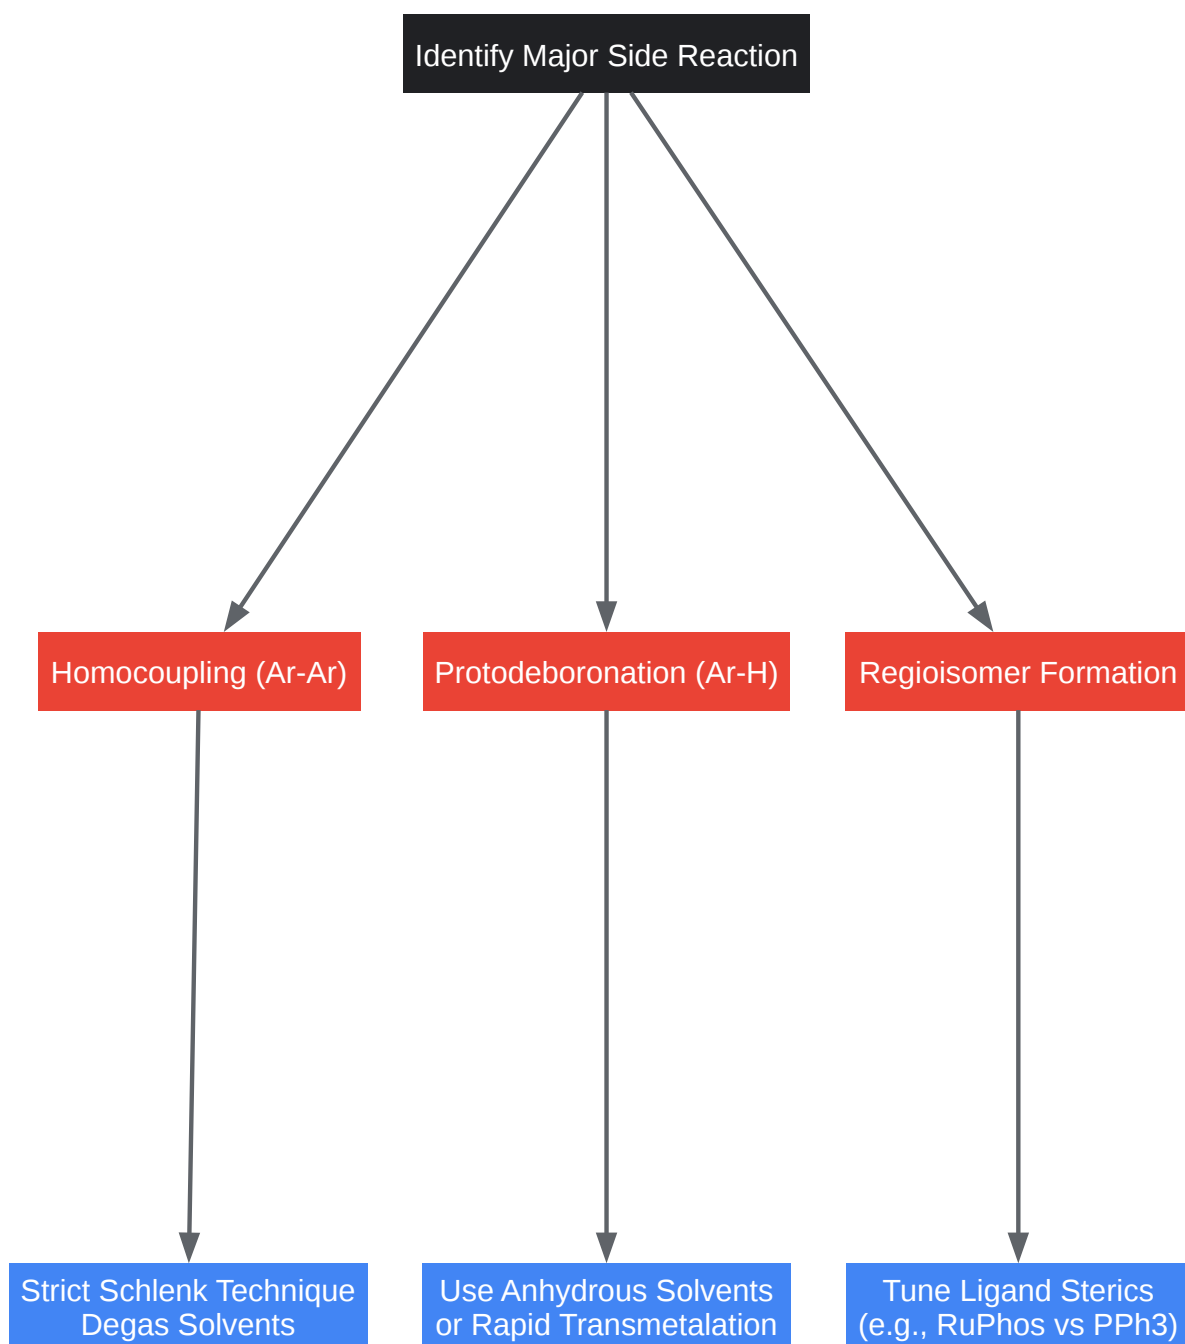 Identify Major Side Reaction
Homocoupling (Ar-Ar)
Protodeboronation (Ar-H)
Regioisomer Formation
Strict Schlenk Technique
Degas Solvents
Use Anhydrous Solvents
or Rapid Transmetalation
Tune Ligand Sterics
(e.g., RuPhos vs PPh3)